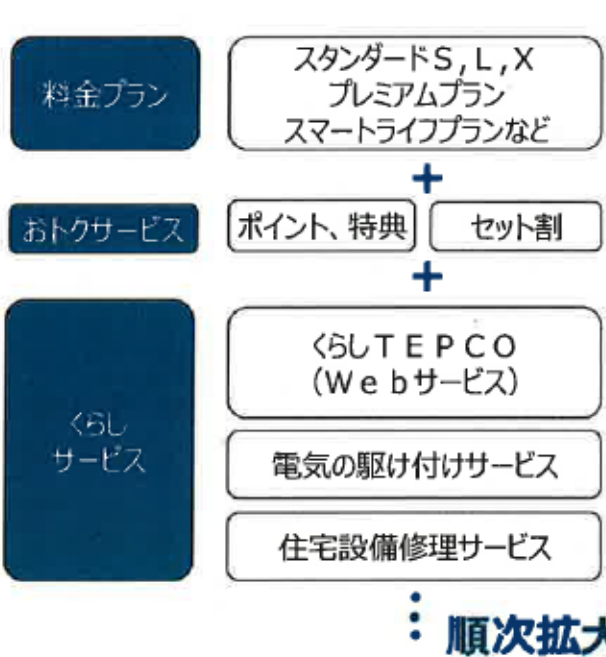 料金プラン
スタンダードS,L,X
プレミアムプラン
スマートライフプランなど
+
おトクサービス
ポイント、特典
セット割
+
くらし
サービス
くらしTEPCO
(Webサービス)
電気の駆け付けサービス
住宅設備修理サービス
順次拡大